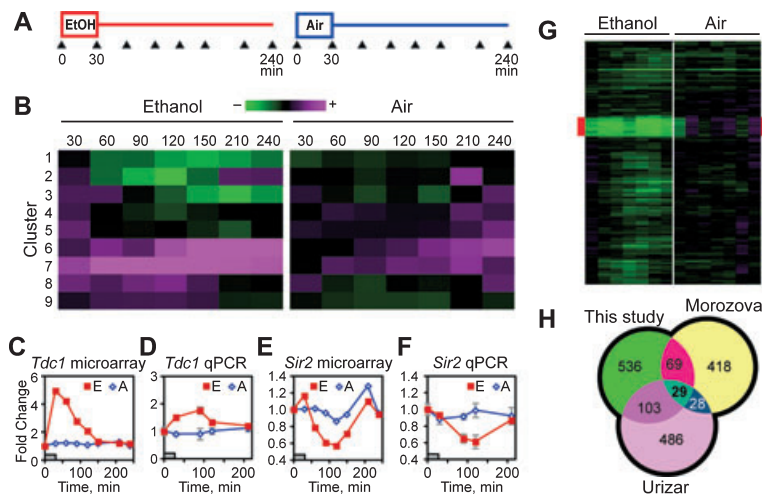 A
EtOH
Air
0 30 240 min
0 30 240 min
B
Ethanol
− +
Air
30 60 90 120 150 210 240
30 60 90 120 150 210 240
Cluster
1
2
3
4
5
6
7
8
9
C
Tdc1 microarray
Fold Change
6
4
2
0
E A
0 100 200
Time, min
D
Tdc1 qPCR
3
2
1
0
E A
0 100 200
Time, min
E
Sir2 microarray
1.4
1.2
1.0
0.8
0.6
0.4
E A
0 100 200
Time, min
F
Sir2 qPCR
1.4
1.2
1.0
0.8
0.6
0.4
E A
0 100 200
Time, min
G
Ethanol Air
H
This study
Morozova
536
69
418
29
103
28
486
Urizar